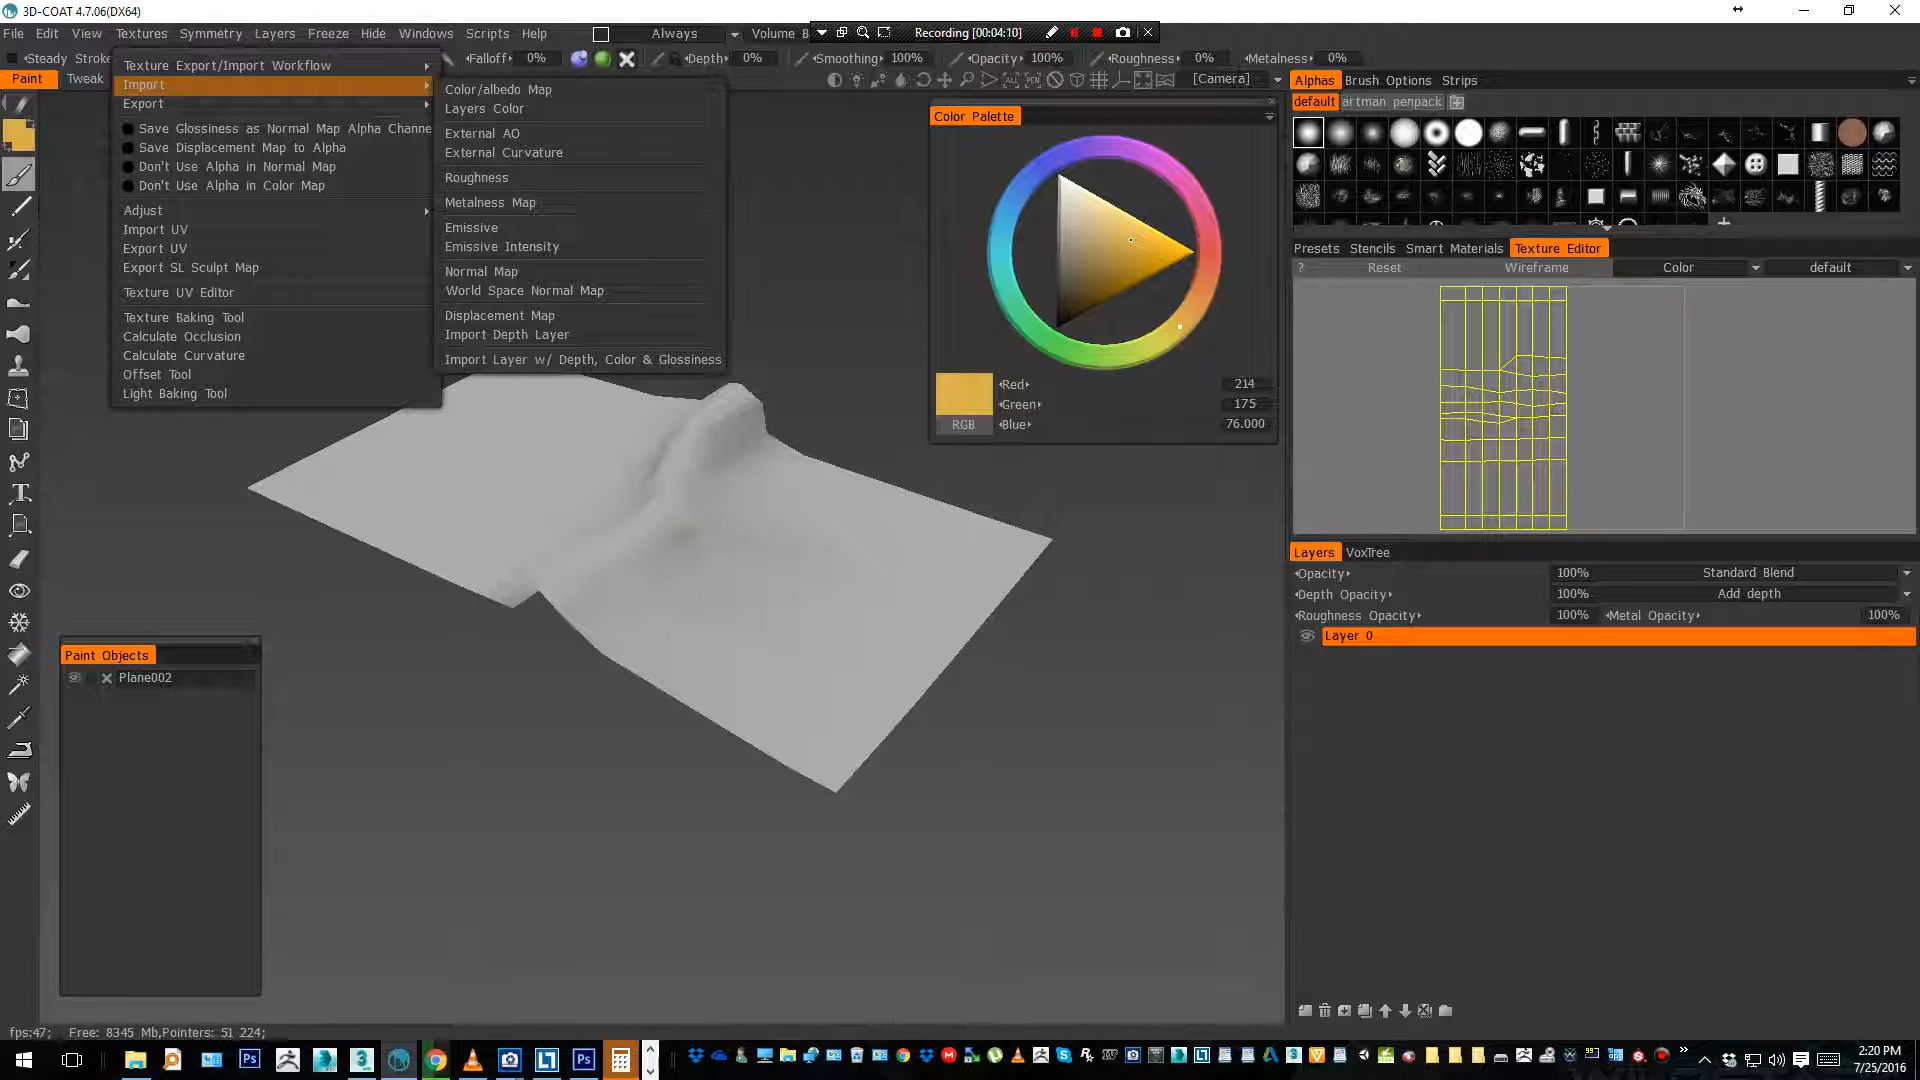 3D-COAT 4.7.06(DX64)
File Edit View Textures Symmetry Layers Freeze Hide Windows Scripts Help Always Volume B
Recording [00:04:10]
Steady Stroke Falloff 0% Depth 0% Smoothing 100% Opacity 100% Roughness 0% Metalness 0%
Paint Tweak
[Camera]
Texture Export/Import Workflow
Import
Export
Save Glossiness as Normal Map Alpha Channe
Save Displacement Map to Alpha
Don't Use Alpha in Normal Map
Don't Use Alpha in Color Map
Adjust
Import UV
Export UV
Export SL Sculpt Map
Texture UV Editor
Texture Baking Tool
Calculate Occlusion
Calculate Curvature
Offset Tool
Light Baking Tool
Color/albedo Map
Layers Color
External AO
External Curvature
Roughness
Metalness Map
Emissive
Emissive Intensity
Normal Map
World Space Normal Map
Displacement Map
Import Depth Layer
Import Layer w/ Depth, Color & Glossiness
Color Palette
Red 214
Green 175
RGB Blue 76.000
Alphas Brush Options Strips
default artman penpack
Presets Stencils Smart Materials Texture Editor
? Reset Wireframe Color default
Layers VoxTree
Opacity 100% Standard Blend
Depth Opacity 100% Add depth
Roughness Opacity 100% Metal Opacity 100%
Layer 0
Paint Objects
Plane002
fps:47; Free: 8345 Mb,Pointers: 51 224;
2:20 PM
7/25/2016